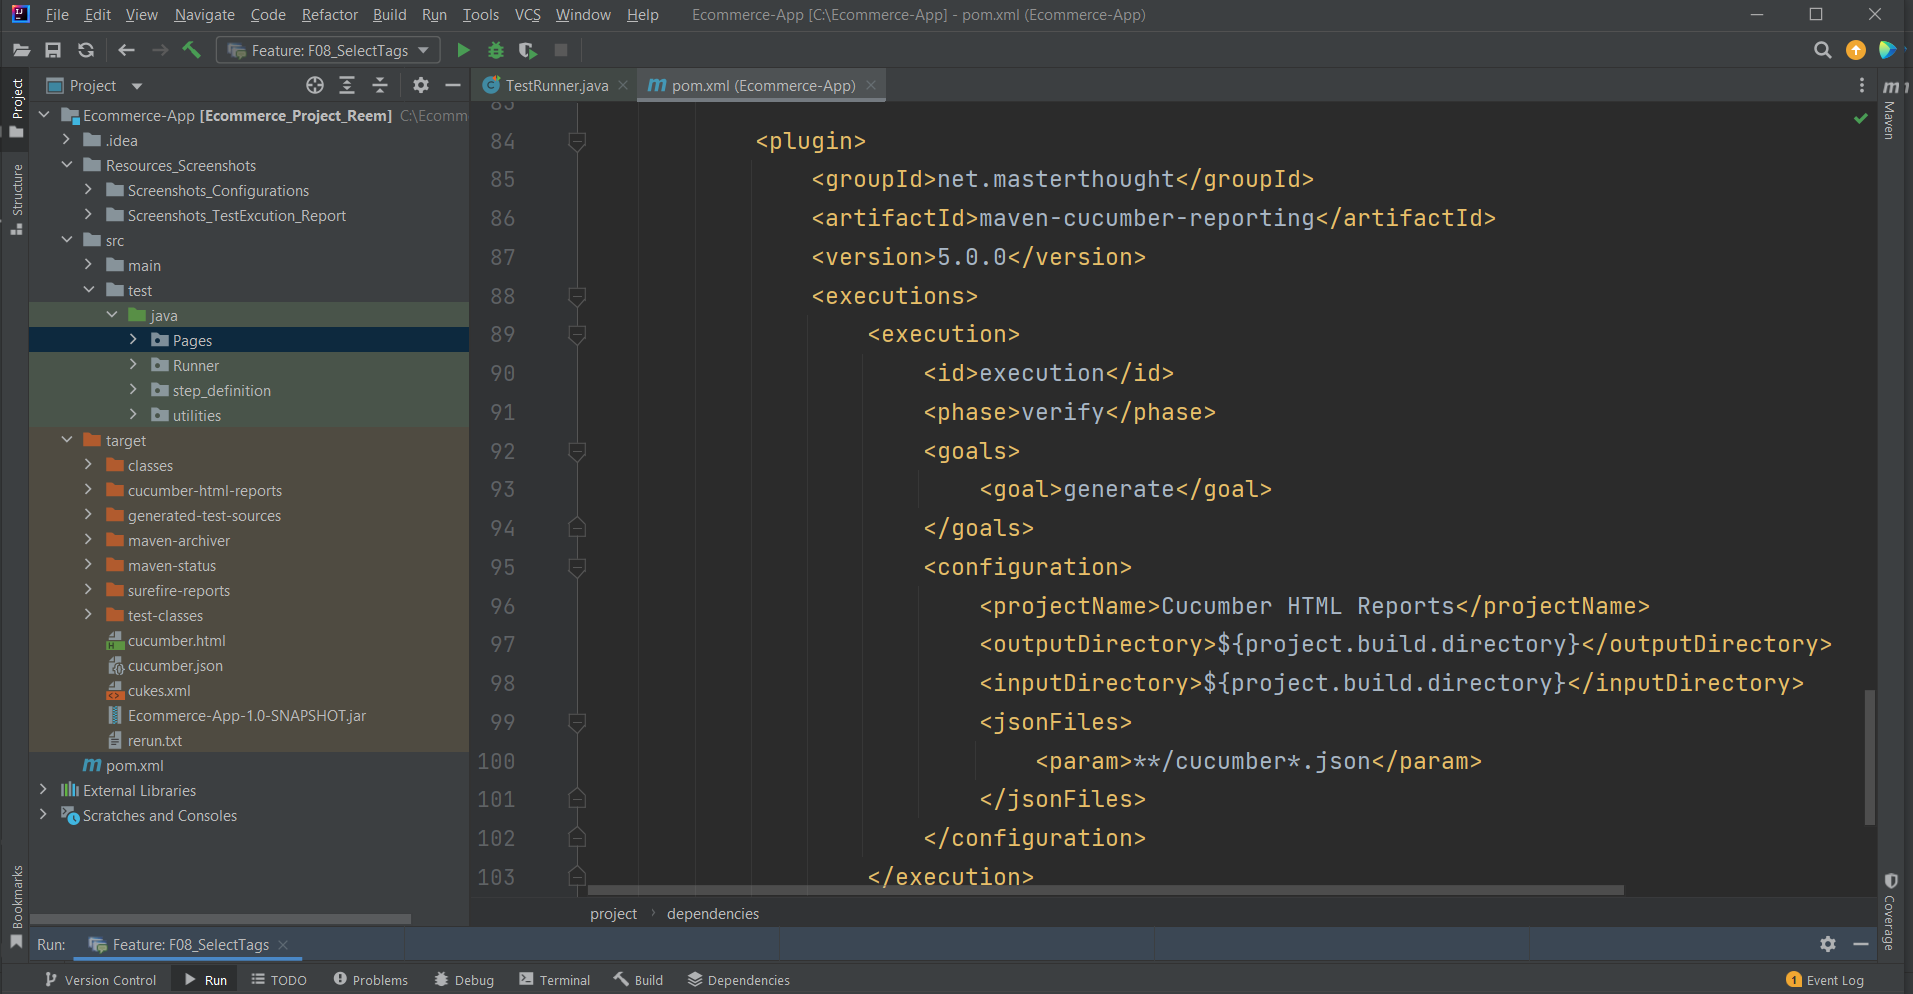 File Edit View Navigate Code Refactor Build Run Tools VCS Window Help Ecommerce-App [C:\Ecommerce-App] - pom.xml (Ecommerce-App)
Feature: F08_SelectTags
Project
TestRunner.java
pom.xml (Ecommerce-App)
Project
Structure
Bookmarks
Ecommerce-App [Ecommerce_Project_Reem] C:\Ecomm
.idea
Resources_Screenshots
Screenshots_Configurations
Screenshots_TestExcution_Report
src
main
test
java
Pages
Runner
step_definition
utilities
target
classes
cucumber-html-reports
generated-test-sources
maven-archiver
maven-status
surefire-reports
test-classes
cucumber.html
cucumber.json
cukes.xml
Ecommerce-App-1.0-SNAPSHOT.jar
rerun.txt
pom.xml
External Libraries
Scratches and Consoles
84 <plugin>
85 <groupId>net.masterthought</groupId>
86 <artifactId>maven-cucumber-reporting</artifactId>
87 <version>5.0.0</version>
88 <executions>
89 <execution>
90 <id>execution</id>
91 <phase>verify</phase>
92 <goals>
93 <goal>generate</goal>
94 </goals>
95 <configuration>
96 <projectName>Cucumber HTML Reports</projectName>
97 <outputDirectory>${project.build.directory}</outputDirectory>
98 <inputDirectory>${project.build.directory}</inputDirectory>
99 <jsonFiles>
100 <param>**/cucumber*.json</param>
101 </jsonFiles>
102 </configuration>
103 </execution>
project › dependencies
Maven
Coverage
Run: Feature: F08_SelectTags
Version Control Run TODO Problems Debug Terminal Build Dependencies 1 Event Log